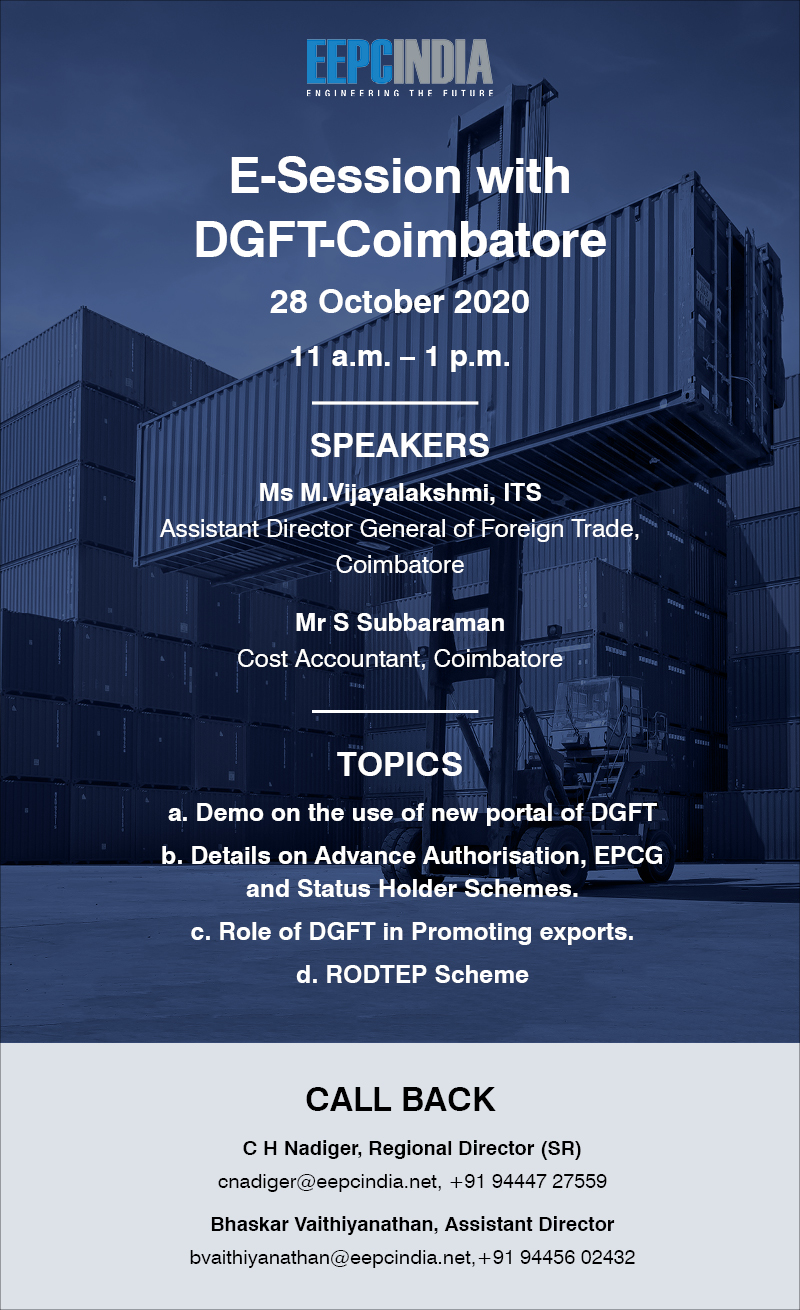 EEPCINDIA
ENGINEERING THE FUTURE
E-Session with
DGFT-Coimbatore
28 October 2020
11 a.m. – 1 p.m.
SPEAKERS
Ms M.Vijayalakshmi, ITS
Assistant Director General of Foreign Trade,
Coimbatore
Mr S Subbaraman
Cost Accountant, Coimbatore
TOPICS
a. Demo on the use of new portal of DGFT
b. Details on Advance Authorisation, EPCG
and Status Holder Schemes.
c. Role of DGFT in Promoting exports.
d. RODTEP Scheme
CALL BACK
C H Nadiger, Regional Director (SR)
cnadiger@eepcindia.net, +91 94447 27559
Bhaskar Vaithiyanathan, Assistant Director
bvaithiyanathan@eepcindia.net,+91 94456 02432